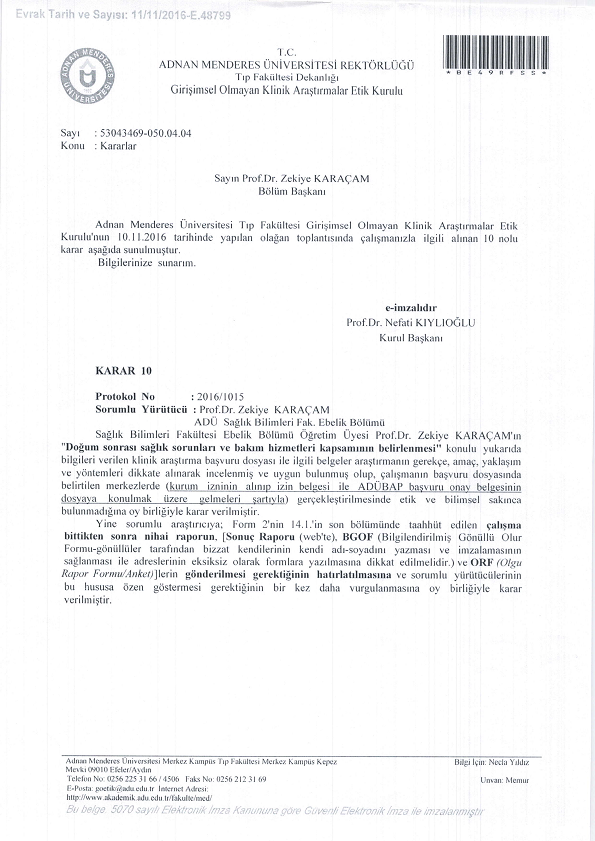 Evrak Tarih ve Sayısı: 11/11/2016-E.48799
T.C.
ADNAN MENDERES ÜNİVERSİTESİ REKTÖRLÜĞÜ
Tıp Fakültesi Dekanlığı
Girişimsel Olmayan Klinik Araştırmalar Etik Kurulu
ADNAN MENDERES ÜNİVERSİTESİ
*BE49RFSS*
Sayı : 53043469-050.04.04
Konu : Kararlar
Sayın Prof.Dr. Zekiye KARAÇAM
Bölüm Başkanı
Adnan Menderes Üniversitesi Tıp Fakültesi Girişimsel Olmayan Klinik Araştırmalar Etik
Kurulu'nun 10.11.2016 tarihinde yapılan olağan toplantısında çalışmanızla ilgili alınan 10 nolu
karar aşağıda sunulmuştur.
Bilgilerinize sunarım.
e-imzalıdır
Prof.Dr. Nefati KIYLIOĞLU
Kurul Başkanı
KARAR 10
Protokol No : 2016/1015
Sorumlu Yürütücü : Prof.Dr. Zekiye KARAÇAM
ADÜ Sağlık Bilimleri Fak. Ebelik Bölümü
Sağlık Bilimleri Fakültesi Ebelik Bölümü Öğretim Üyesi Prof.Dr. Zekiye KARAÇAM'ın
"Doğum sonrası sağlık sorunları ve bakım hizmetleri kapsamının belirlenmesi" konulu yukarıda
bilgileri verilen klinik araştırma başvuru dosyası ile ilgili belgeler araştırmanın gerekçe, amaç, yaklaşım
ve yöntemleri dikkate alınarak incelenmiş ve uygun bulunmuş olup, çalışmanın başvuru dosyasında
belirtilen merkezlerde (kurum izninin alınıp izin belgesi ile ADÜBAP başvuru onay belgesinin
dosyaya konulmak üzere gelmeleri şartıyla) gerçekleştirilmesinde etik ve bilimsel sakınca
bulunmadığına oy birliğiyle karar verilmiştir.
Yine sorumlu araştırıcıya; Form 2'nin 14.1.'in son bölümünde taahhüt edilen çalışma
bittikten sonra nihai raporun, [Sonuç Raporu (web'te), BGOF (Bilgilendirilmiş Gönüllü Olur
Formu-gönüllüler tarafından bizzat kendilerinin kendi adı-soyadını yazması ve imzalamasının
sağlanması ile adreslerinin eksiksiz olarak formlara yazılmasına dikkat edilmelidir.) ve ORF (Olgu
Rapor Formu/Anket)]lerin gönderilmesi gerektiğinin hatırlatılmasına ve sorumlu yürütücülerinin
bu hususa özen göstermesi gerektiğinin bir kez daha vurgulanmasına oy birliğiyle karar
verilmiştir.
Adnan Menderes Üniversitesi Merkez Kampüs Tıp Fakültesi Merkez Kampüs Kepez
Mevki 09010 Efeler/Aydın
Telefon No: 0256 225 31 66 / 4506 Faks No: 0256 212 31 69
E-Posta: goetik@adu.edu.tr İnternet Adresi:
http://www.akademik.adu.edu.tr/fakulte/med/
Bilgi İçin: Necla Yıldız
Unvan: Memur
Bu belge, 5070 sayılı Elektronik İmza Kanununa göre Güvenli Elektronik İmza ile imzalanmıştır